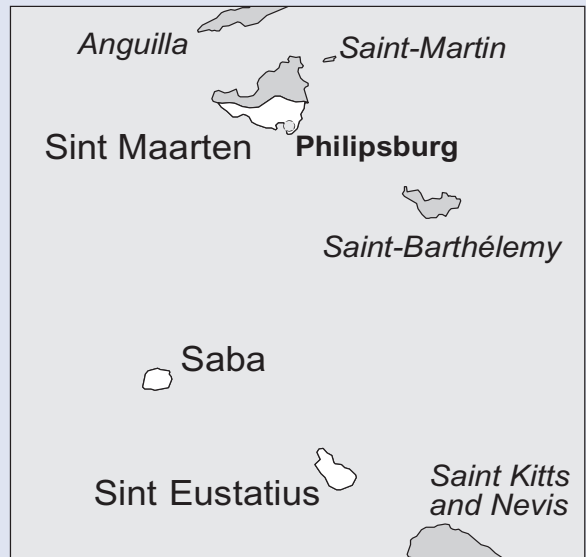 Anguilla
Saint-Martin
Sint Maarten
Philipsburg
Saint-Barthélemy
Saba
Sint Eustatius
Saint Kitts
and Nevis